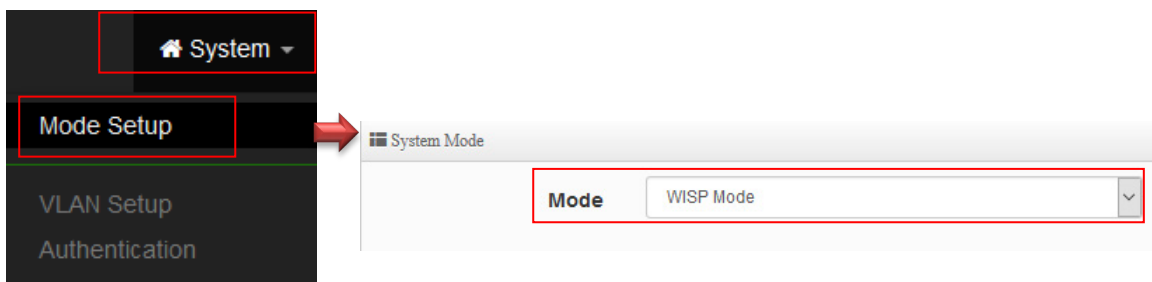 System
Mode Setup
VLAN Setup
Authentication
System Mode
Mode WISP Mode